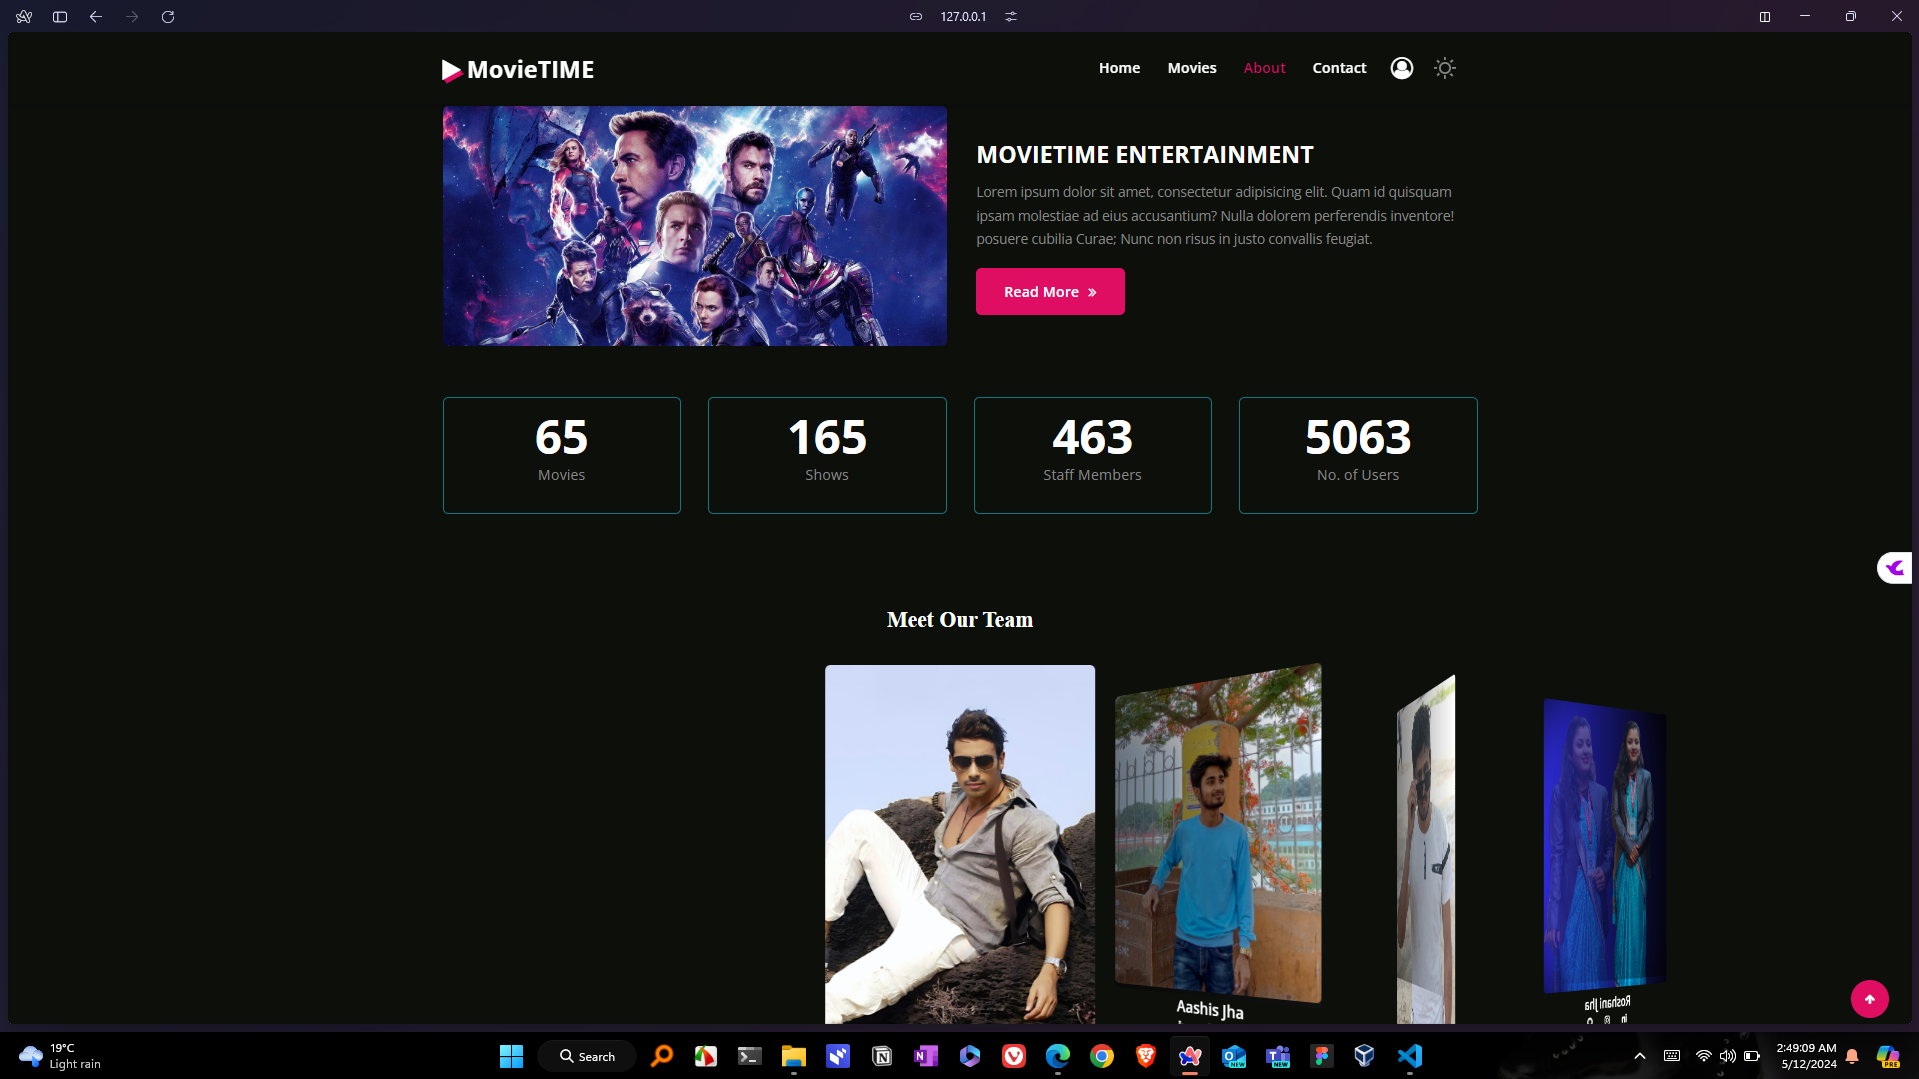 127.0.0.1
MovieTIME
Home
Movies
About
Contact
MOVIETIME ENTERTAINMENT
Lorem ipsum dolor sit amet, consectetur adipisicing elit. Quam id quisquam
ipsam molestiae ad eius accusantium? Nulla dolorem perferendis inventore!
posuere cubilia Curae; Nunc non risus in justo convallis feugiat.
Read More »
65
Movies
165
Shows
463
Staff Members
5063
No. of Users
Meet Our Team
Aashis Jha
Roshani Jha
19°C
Light rain
Search
NEW
NEW
2:49:09 AM
5/12/2024
PRE